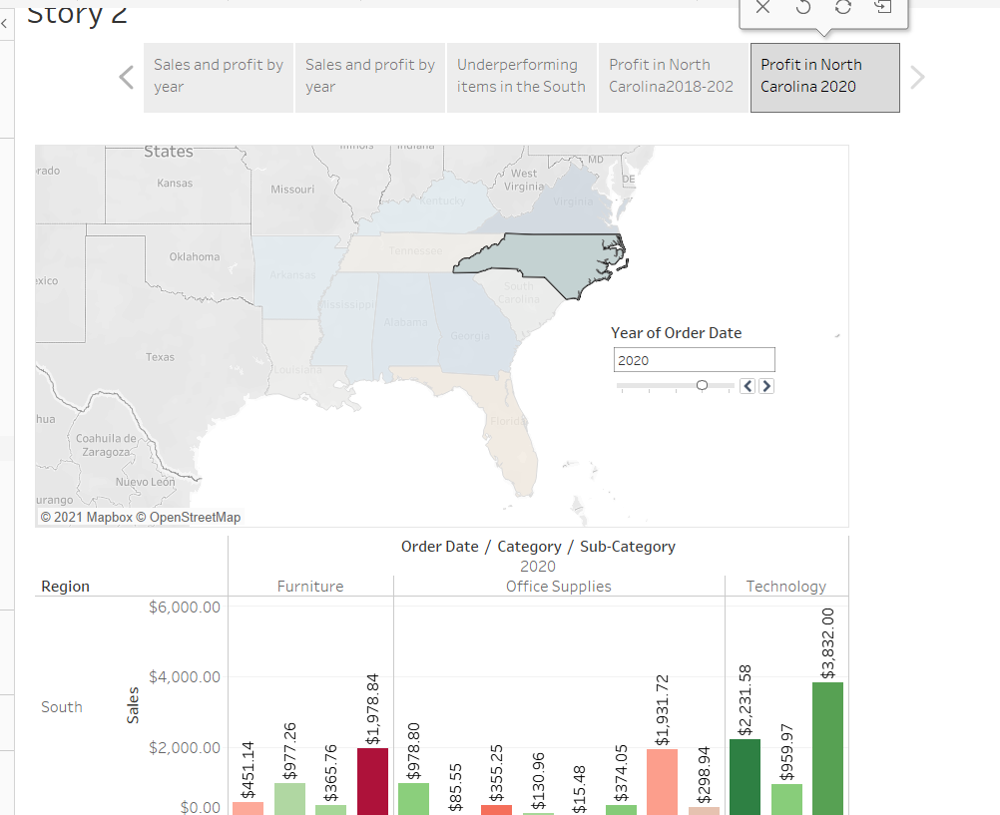 Story 2
Sales and profit by
year
Sales and profit by
year
Underperforming
items in the South
Profit in North
Carolina2018-202
Profit in North
Carolina 2020
States
Illinois
Indiana
MD
DE
West
Virginia
Virginia
Kentucky
Kansas
Missouri
rado
Oklahoma
Arkansas
Tennessee
exico
Mississippi
Alabama
Georgia
South
Carolina
Texas
Louisiana
Florida
hua
Coahuila de
Zaragoza
Nuevo León
urango
Year of Order Date
2020
© 2021 Mapbox © OpenStreetMap
Order Date / Category / Sub-Category
2020
Region
Furniture
Office Supplies
Technology
South
Sales
$6,000.00
$4,000.00
$2,000.00
$0.00
$451.14
$977.26
$365.76
$1,978.84
$978.80
$85.55
$355.25
$130.96
$15.48
$374.05
$1,931.72
$298.94
$2,231.58
$959.97
$3,832.00